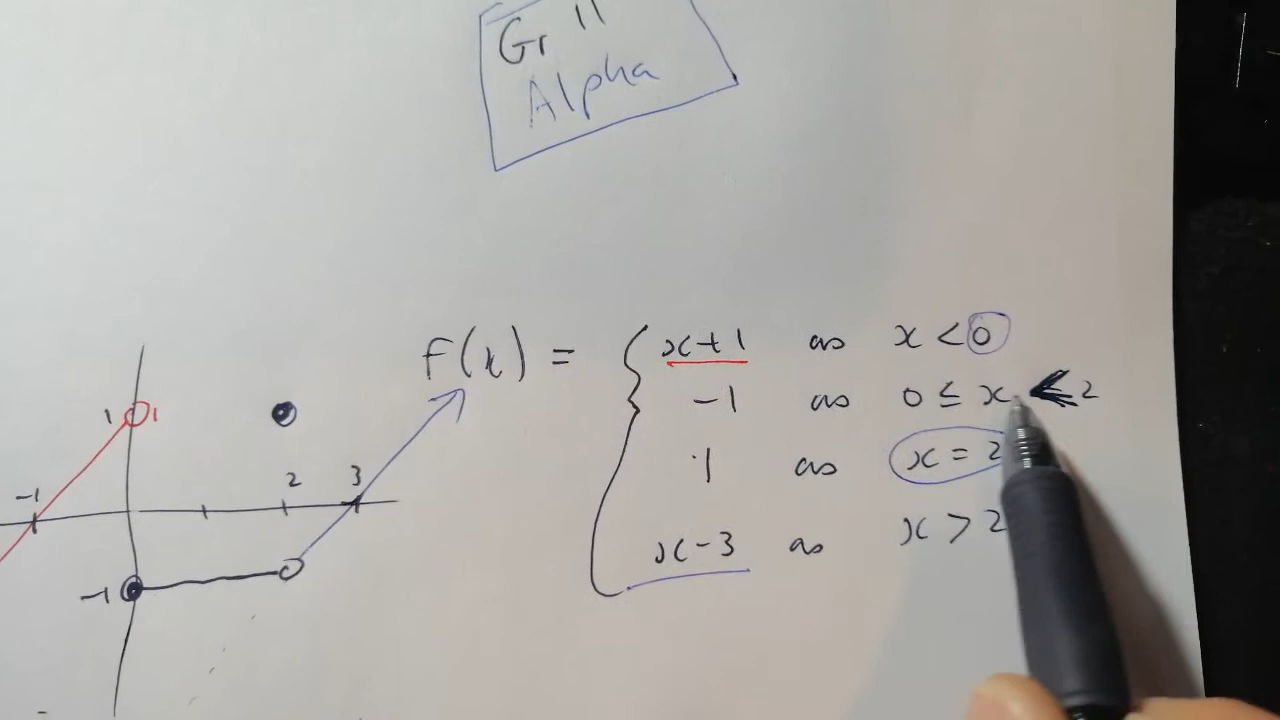 Gr 11
Alpha
F(x) =
x+1 as x < 0
-1 as 0 ≤ x < 2
1 as x = 2
x-3 as x > 2
1 1
-1 2 3
-1